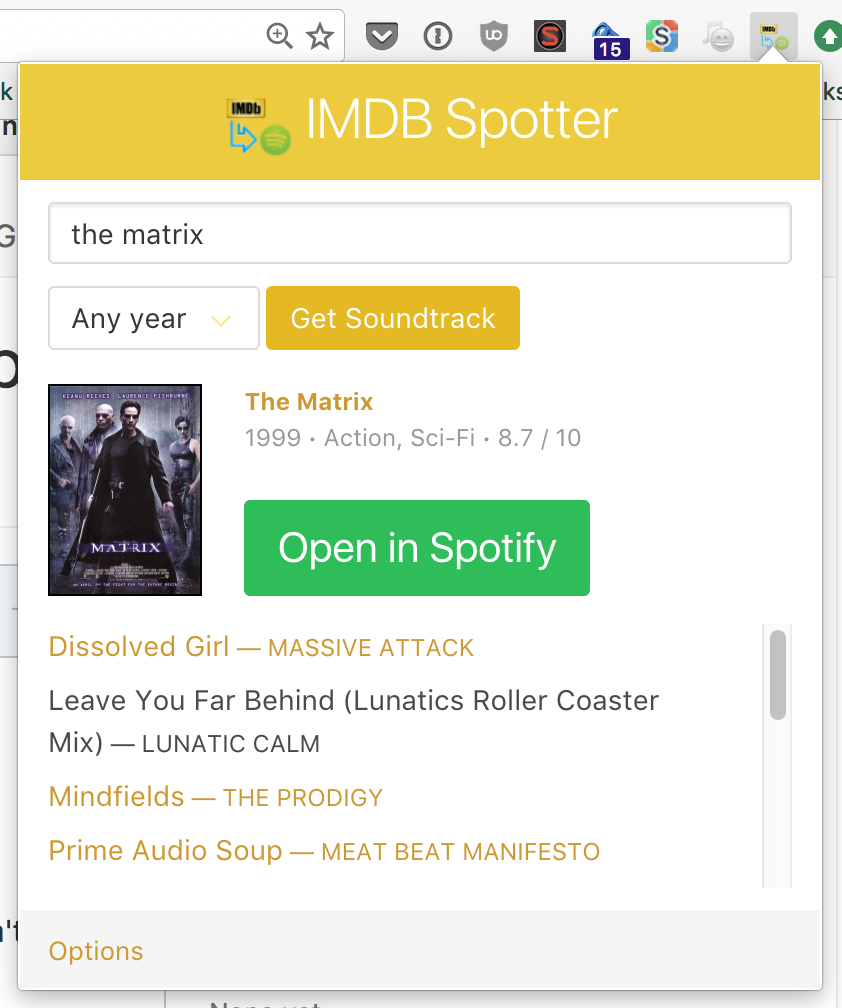 15
IMDb
IMDB Spotter
the matrix
Any year
Get Soundtrack
KEANU REEVES LAURENCE FISHBURNE
MATRIX
The Matrix
1999 • Action, Sci-Fi • 8.7 / 10
Open in Spotify
Dissolved Girl — MASSIVE ATTACK
Leave You Far Behind (Lunatics Roller Coaster
Mix) — LUNATIC CALM
Mindfields — THE PRODIGY
Prime Audio Soup — MEAT BEAT MANIFESTO
Options